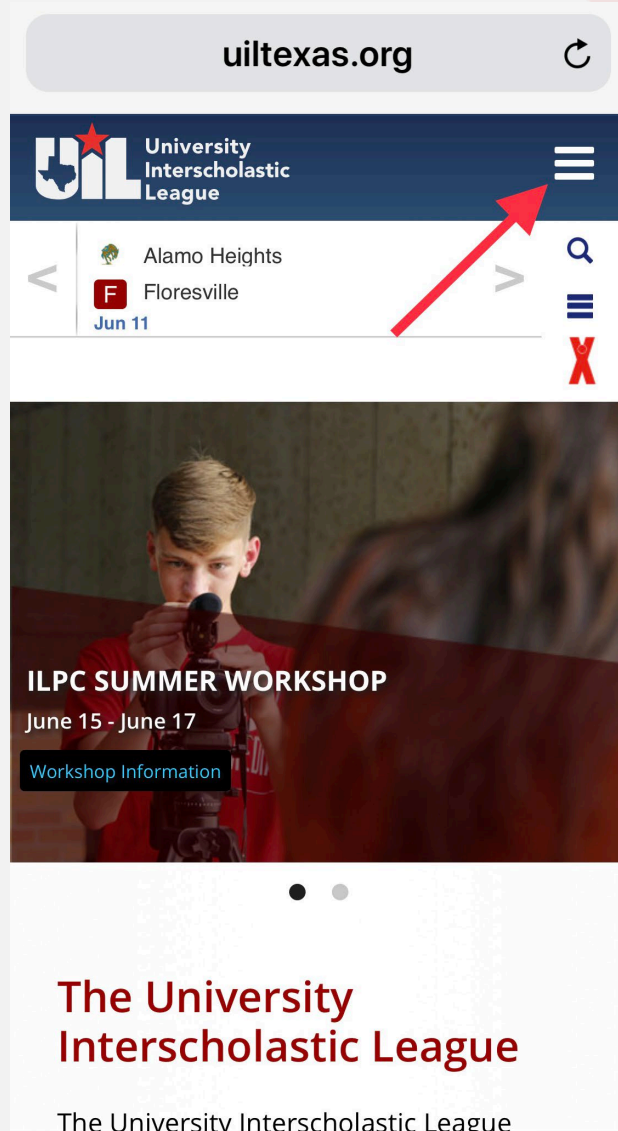 uiltexas.org
UIL
University
Interscholastic
League
Alamo Heights
F Floresville
Jun 11
ILPC SUMMER WORKSHOP
June 15 - June 17
Workshop Information
The University
Interscholastic League
The University Interscholastic League